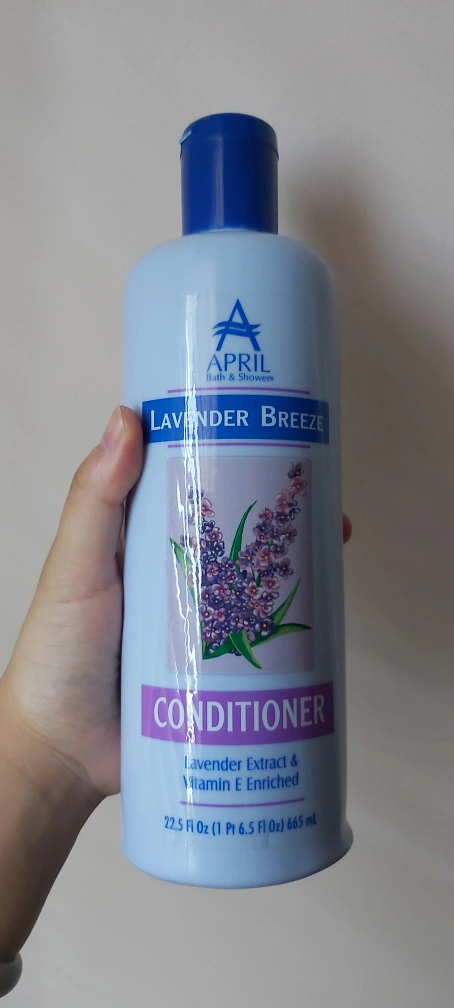 APRIL
Bath & Shower®
LAVENDER BREEZE
CONDITIONER
Lavender Extract &
Vitamin E Enriched
22.5 Fl Oz (1 Pt 6.5 Fl Oz) 665 mL